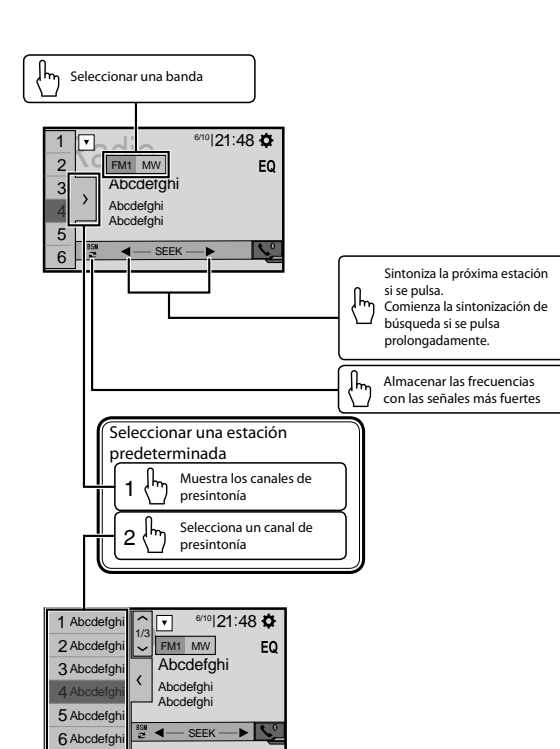 Seleccionar una banda
1
2
3
4
5
6
Radio
6/10|21:48
FM1 MW
EQ
Abcdefghi
Abcdefghi
Abcdefghi
BSM
SEEK
Sintoniza la próxima estación
si se pulsa.
Comienza la sintonización de
búsqueda si se pulsa
prolongadamente.
Almacenar las frecuencias
con las señales más fuertes
Seleccionar una estación
predeterminada
1 Muestra los canales de
presintonía
2 Selecciona un canal de
presintonía
1 Abcdefghi
2 Abcdefghi
3 Abcdefghi
4 Abcdefghi
5 Abcdefghi
6 Abcdefghi
1/3
6/10|21:48
FM1 MW
EQ
Abcdefghi
Abcdefghi
Abcdefghi
BSM
SEEK